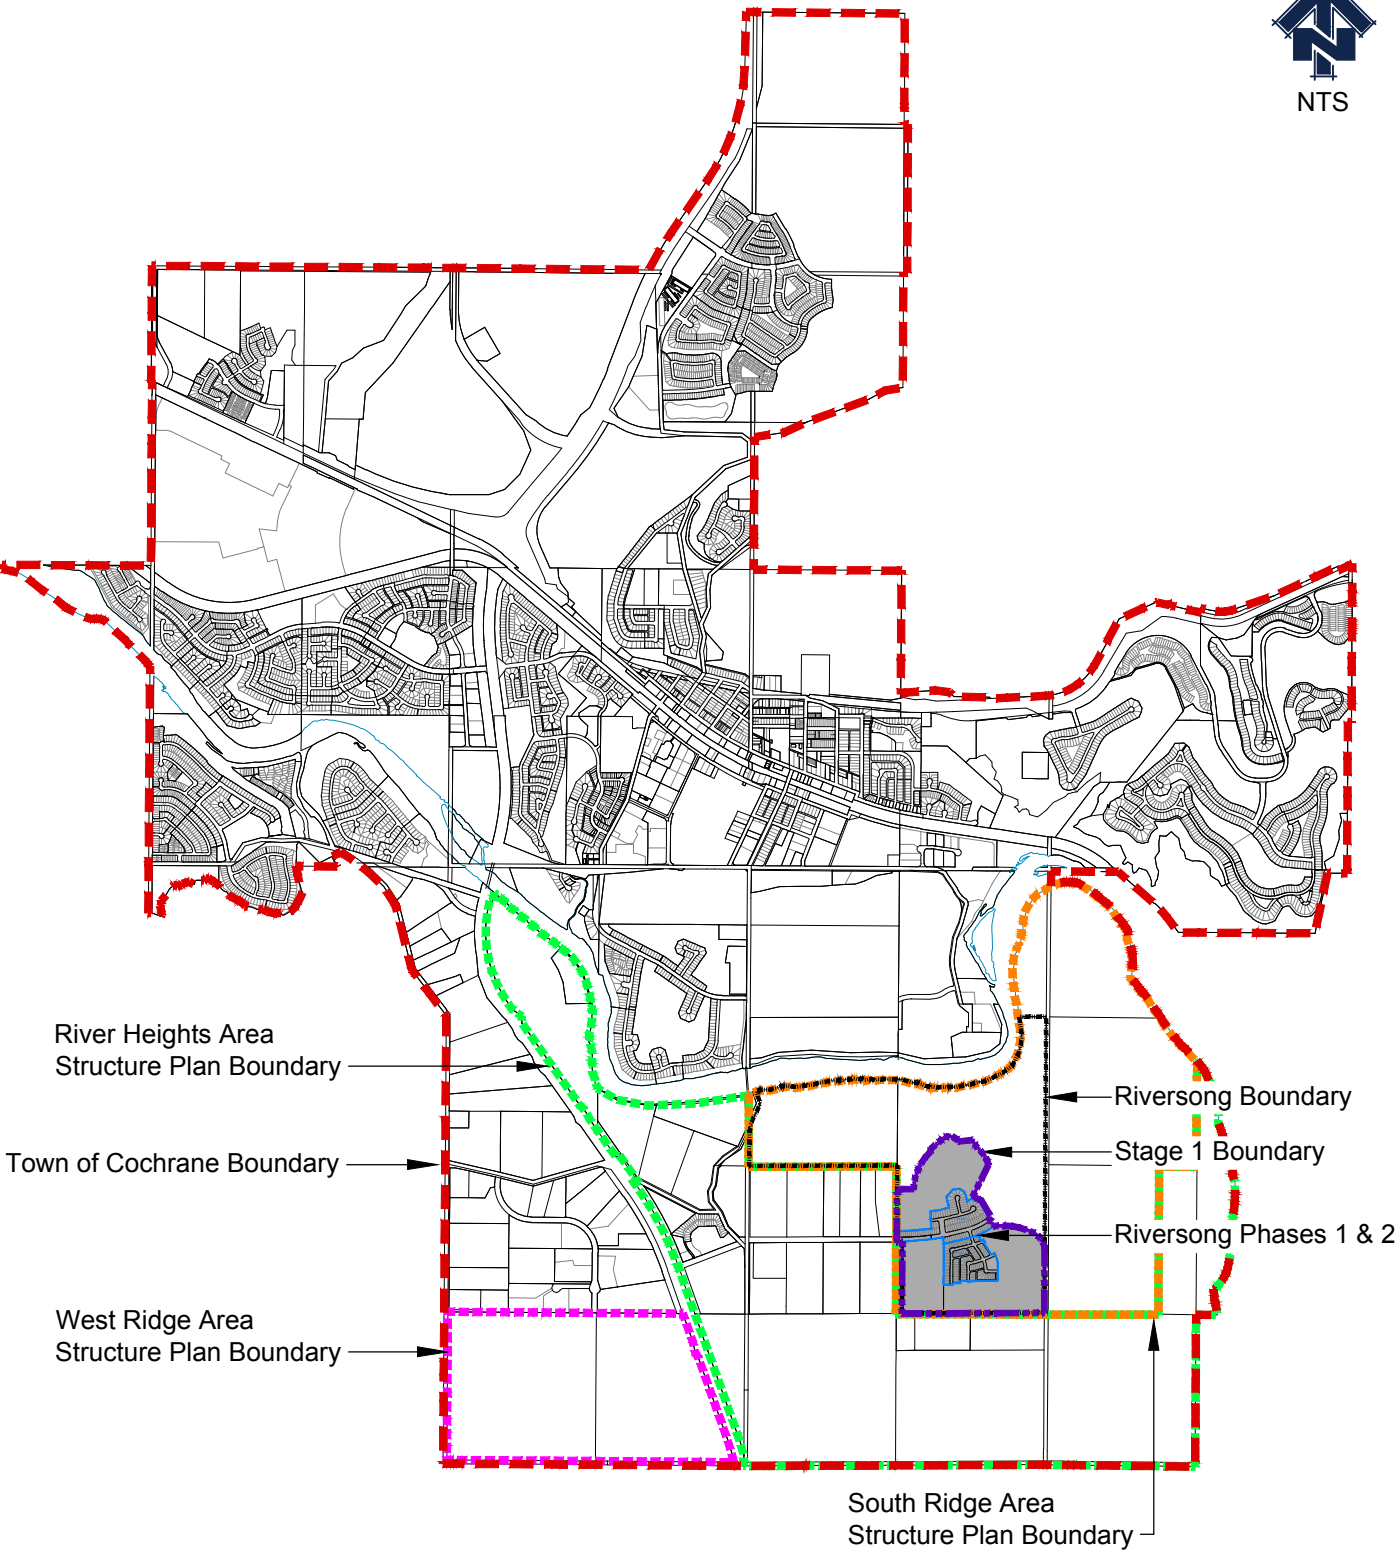 N
NTS
River Heights Area
Structure Plan Boundary
Riversong Boundary
Stage 1 Boundary
Town of Cochrane Boundary
Riversong Phases 1 & 2
West Ridge Area
Structure Plan Boundary
South Ridge Area
Structure Plan Boundary